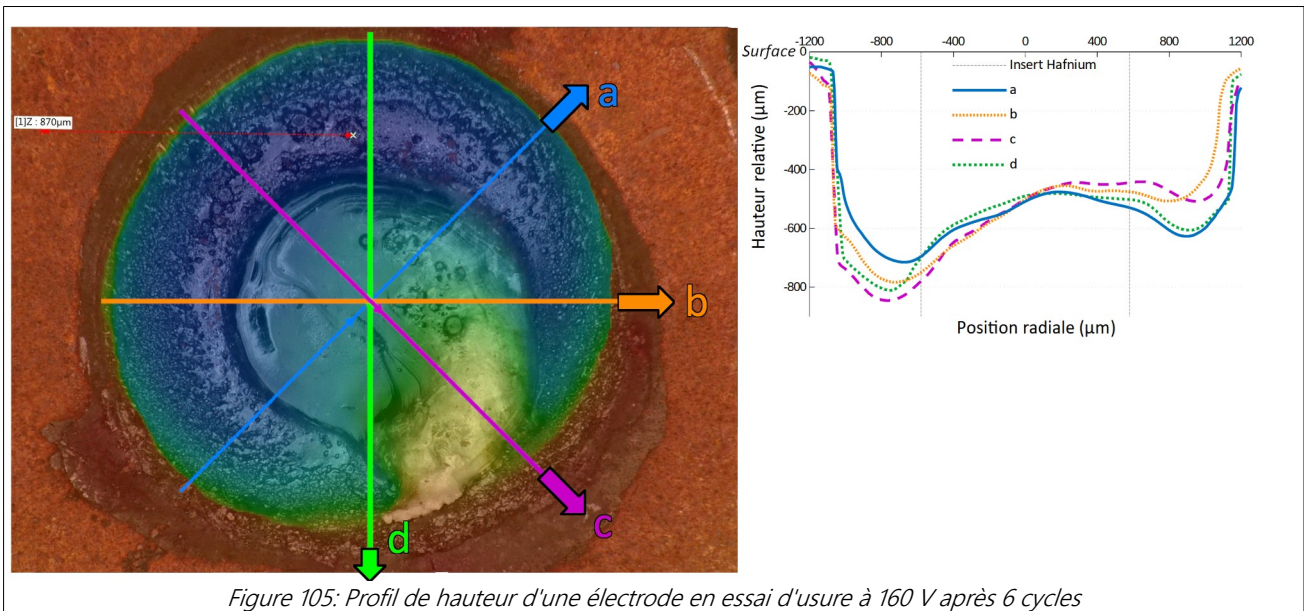 [1]Z : 870µm
a
b
c
d
Surface 0
-1200 -800 -400 0 400 800 1200
-200
-400
-600
-800
Hauteur relative (µm)
Position radiale (µm)
Insert Hafnium
a
b
c
d
Figure 105: Profil de hauteur d'une électrode en essai d'usure à 160 V après 6 cycles